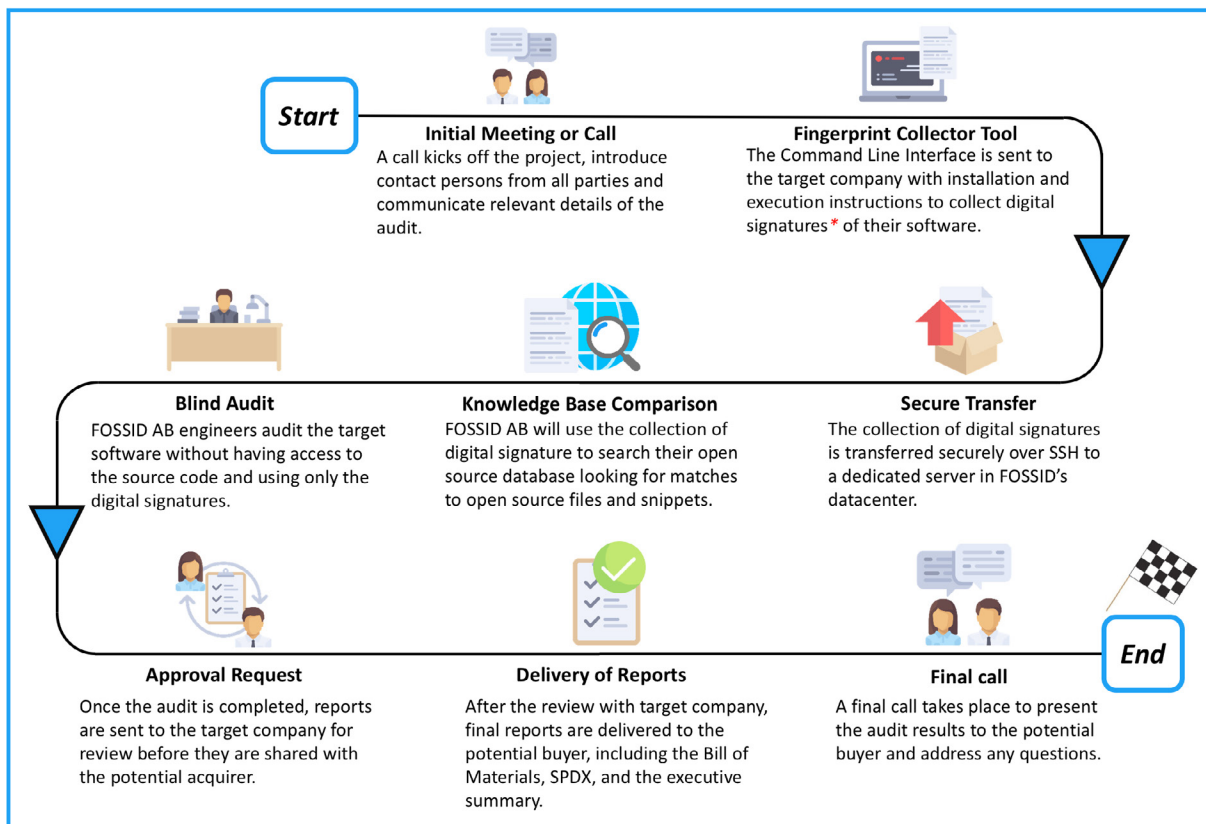 Start
Initial Meeting or Call
A call kicks off the project, introduce
contact persons from all parties and
communicate relevant details of the
audit.
Fingerprint Collector Tool
The Command Line Interface is sent to
the target company with installation and
execution instructions to collect digital
signatures* of their software.
Blind Audit
FOSSID AB engineers audit the target
software without having access to
the source code and using only the
digital signatures.
Knowledge Base Comparison
FOSSID AB will use the collection of
digital signature to search their open
source database looking for matches
to open source files and snippets.
Secure Transfer
The collection of digital signatures
is transferred securely over SSH to
a dedicated server in FOSSID’s
datacenter.
Approval Request
Once the audit is completed, reports
are sent to the target company for
review before they are shared with
the potential acquirer.
Delivery of Reports
After the review with target company,
final reports are delivered to the
potential buyer, including the Bill of
Materials, SPDX, and the executive
summary.
Final call
A final call takes place to present
the audit results to the potential
buyer and address any questions.
End